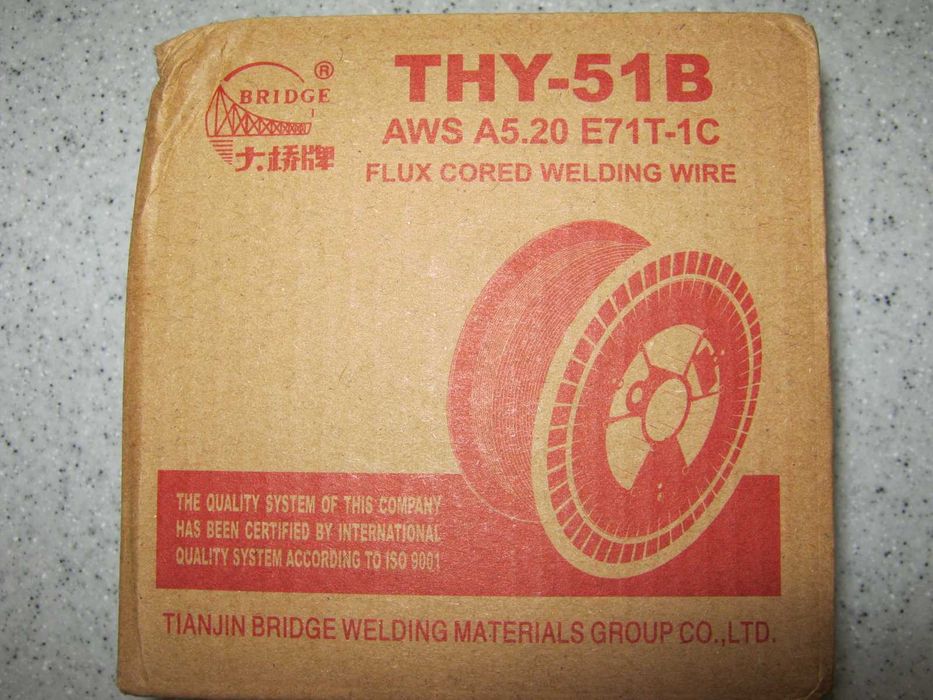 BRIDGE ®
大桥牌
THY-51B
AWS A5.20 E71T-1C
FLUX CORED WELDING WIRE
THE QUALITY SYSTEM OF THIS COMPANY
HAS BEEN CERTIFIED BY INTERNATIONAL
QUALITY SYSTEM ACCORDING TO ISO 9001
TIANJIN BRIDGE WELDING MATERIALS GROUP CO.,LTD.